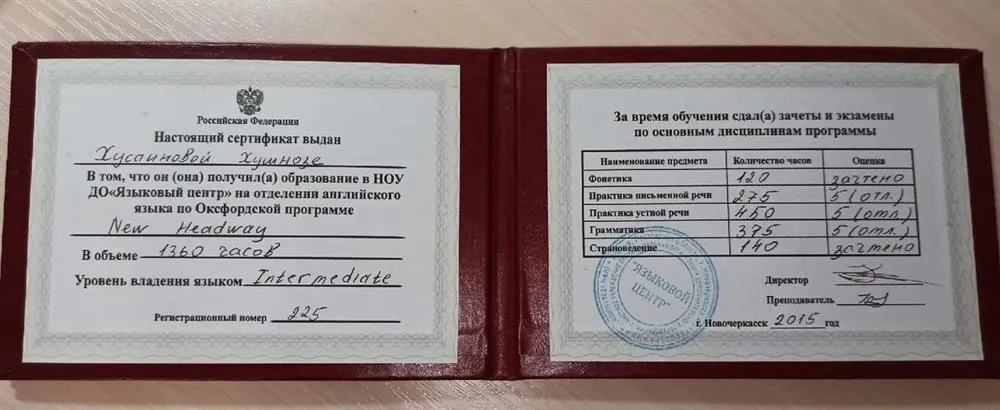 Российская Федерация
Настоящий сертификат выдан
Хусаиновой Хушноze
В том, что он (она) получил(а) образование в НОУ
ДО«Языковый центр» на отделении английского
языка по Оксфордской программе
New Headway
В объеме 1360 часов
Уровень владения языком Intermediate
Регистрационный номер 225
За время обучения сдал(а) зачеты и экзамены
по основным дисциплинам программы
Наименование предмета Количество часов Оценка
Фонетика 120 зачтено
Практика письменной речи 275 5 (отл.)
Практика устной речи 450 5 (отл.)
Грамматика 375 5 (отл.)
Страноведение 140 зачтено
Директор
Преподаватель
"ЯЗЫКОВОЙ
ЦЕНТР"
г. Новочеркасск 2015 год